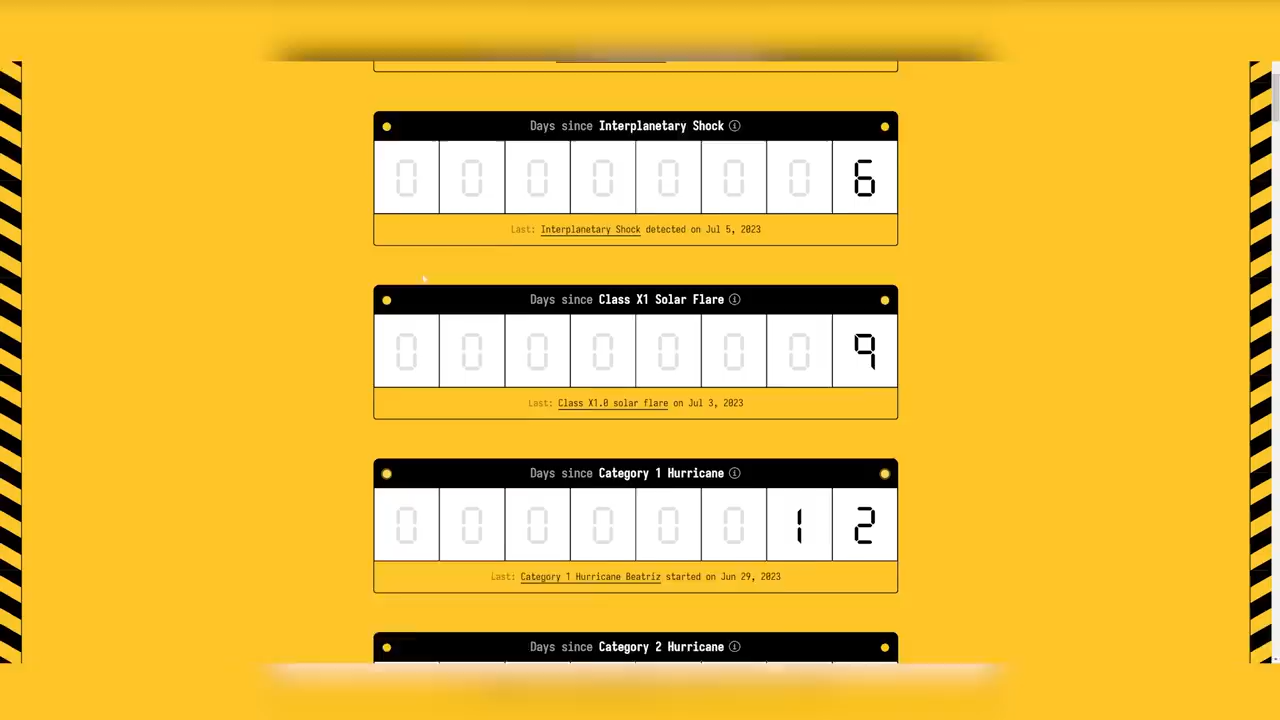 Days since Interplanetary Shock ⓘ
0 0 0 0 0 0 0 6
Last: Interplanetary Shock detected on Jul 5, 2023
Days since Class X1 Solar Flare ⓘ
0 0 0 0 0 0 0 9
Last: Class X1.0 solar flare on Jul 3, 2023
Days since Category 1 Hurricane ⓘ
0 0 0 0 0 0 1 2
Last: Category 1 Hurricane Beatriz started on Jun 29, 2023
Days since Category 2 Hurricane ⓘ